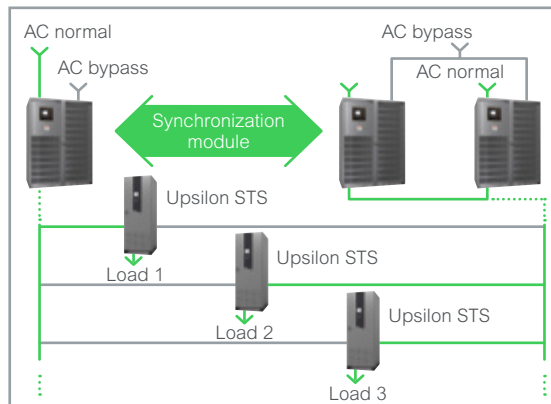 AC normal
AC bypass
AC bypass
AC normal
Synchronization
module
Upsilon STS
Load 1
Upsilon STS
Load 2
Upsilon STS
Load 3